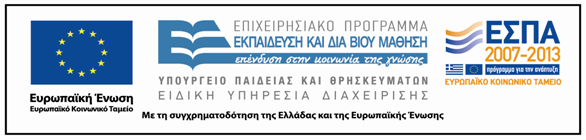 Ευρωπαϊκή Ένωση
Ευρωπαϊκό Κοινωνικό Ταμείο
ΕΠΙΧΕΙΡΗΣΙΑΚΟ ΠΡΟΓΡΑΜΜΑ
ΕΚΠΑΙΔΕΥΣΗ ΚΑΙ ΔΙΑ ΒΙΟΥ ΜΑΘΗΣΗ
επένδυση στην κοινωνία της γνώσης
ΥΠΟΥΡΓΕΙΟ ΠΑΙΔΕΙΑΣ ΚΑΙ ΘΡΗΣΚΕΥΜΑΤΩΝ
ΕΙΔΙΚΗ ΥΠΗΡΕΣΙΑ ΔΙΑΧΕΙΡΙΣΗΣ
Με τη συγχρηματοδότηση της Ελλάδας και της Ευρωπαϊκής Ένωσης
ΕΣΠΑ
2007-2013
πρόγραμμα για την ανάπτυξη
ΕΥΡΩΠΑΪΚΟ ΚΟΙΝΩΝΙΚΟ ΤΑΜΕΙΟ